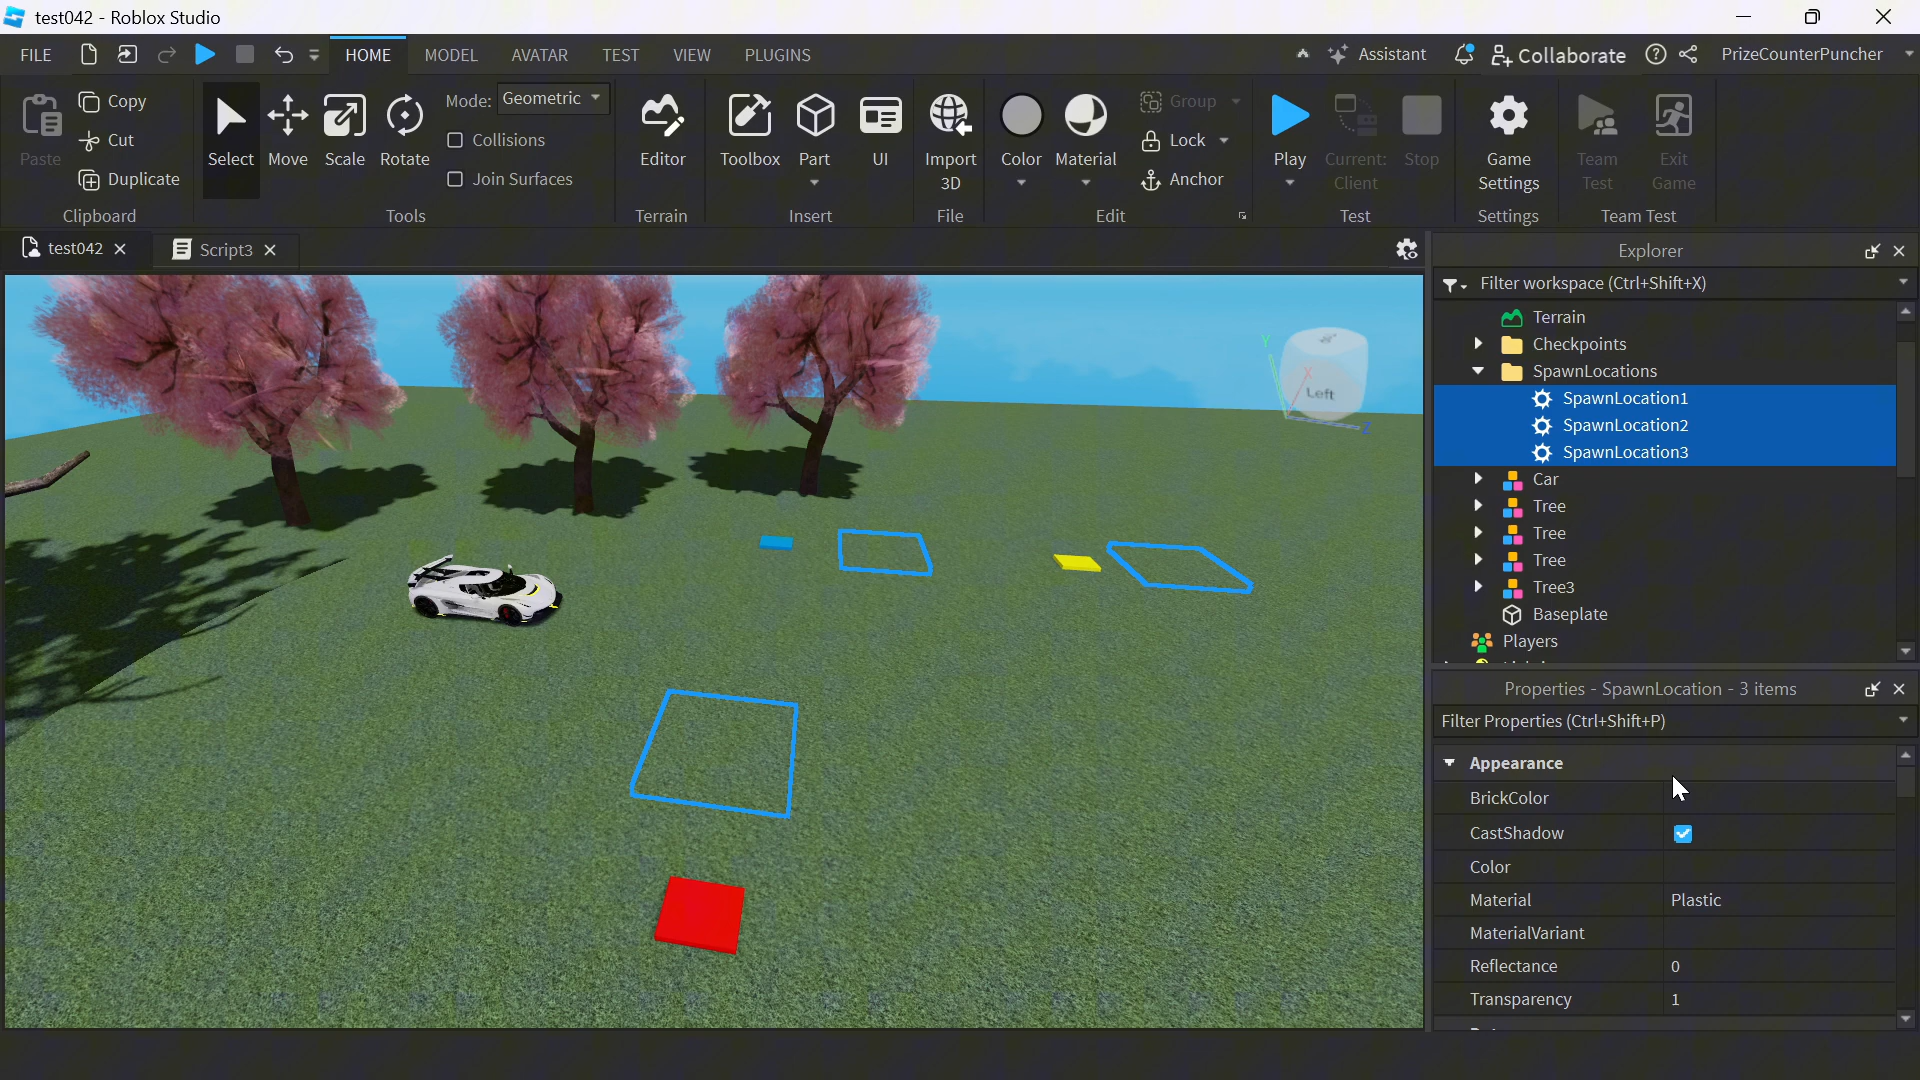 test042 - Roblox Studio
FILE HOME MODEL AVATAR TEST VIEW PLUGINS Assistant Collaborate PrizeCounterPuncher
Paste Copy Cut Duplicate
Clipboard
Select Move Scale Rotate
Mode: Geometric
Collisions
Join Surfaces
Tools
Editor
Terrain
Toolbox Part UI
Insert
Import
3D
File
Color Material
Group
Lock
Anchor
Edit
Play
Current:
Client
Stop
Test
Game
Settings
Settings
Team
Test
Exit
Game
Team Test
test042 Script3
Left
X
Y
Z
Explorer
Filter workspace (Ctrl+Shift+X)
Terrain
Checkpoints
SpawnLocations
SpawnLocation1
SpawnLocation2
SpawnLocation3
Car
Tree
Tree
Tree
Tree3
Baseplate
Players
Properties - SpawnLocation - 3 items
Filter Properties (Ctrl+Shift+P)
Appearance
BrickColor
CastShadow
Color
Material Plastic
MaterialVariant
Reflectance 0
Transparency 1